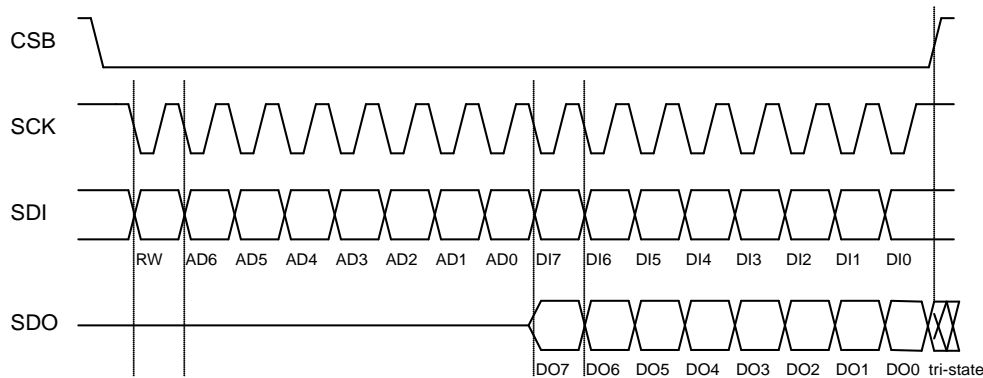 CSB
SCK
SDI
RW AD6 AD5 AD4 AD3 AD2 AD1 AD0 DI7 DI6 DI5 DI4 DI3 DI2 DI1 DI0
SDO
DO7 DO6 DO5 DO4 DO3 DO2 DO1 DO0 tri-state